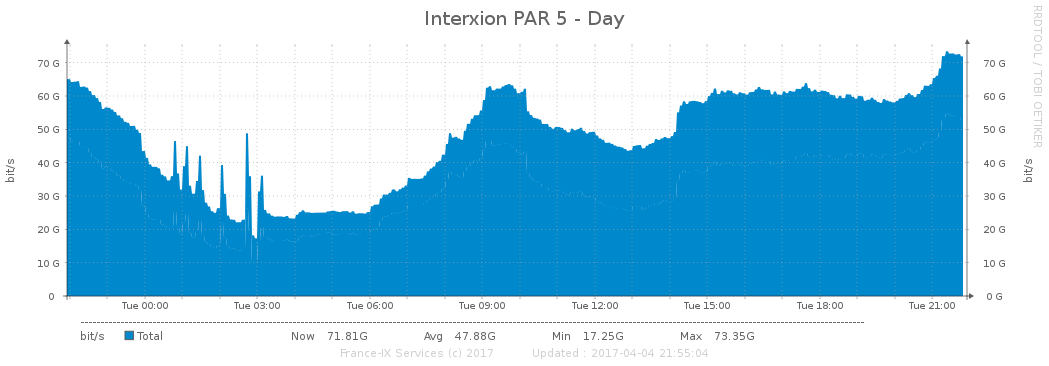 Interxion PAR 5 - Day
RRDTOOL / TOBI OETIKER
bit/s
70 G 70 G
60 G 60 G
50 G 50 G
40 G 40 G
30 G 30 G
20 G 20 G
10 G 10 G
0 0 G
bit/s
Tue 00:00 Tue 03:00 Tue 06:00 Tue 09:00 Tue 12:00 Tue 15:00 Tue 18:00 Tue 21:00
bit/s Total Now 71.81G Avg 47.88G Min 17.25G Max 73.35G
France-IX Services (c) 2017 Updated : 2017-04-04 21:55:04